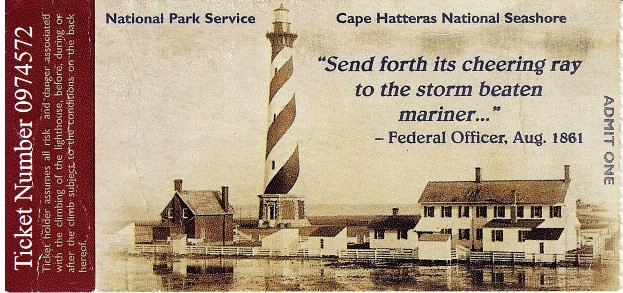 Ticket Number 0974572
Ticket holder assumes all risk and danger associated
with the climbing of the lighthouse, before, during or
after the climb subject to the conditions on the back
hereof.
National Park Service
Cape Hatteras National Seashore
“Send forth its cheering ray
to the storm beaten
mariner...”
– Federal Officer, Aug. 1861
ADMIT ONE